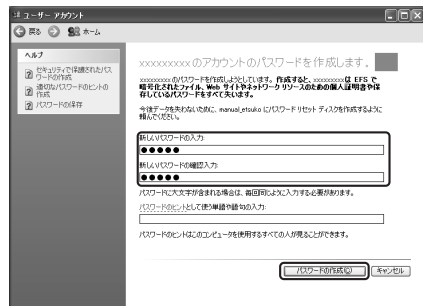 ユーザー アカウント
戻る
ホーム
ヘルプ
セキュリティで保護されたパスワードの作成
適切なパスワードのヒントの作成
パスワードの保存
xxxxxxxxx のアカウントのパスワードを作成します。
xxxxxxxxx のパスワードを作成しようとしています。作成すると、xxxxxxxxxは EFS で
暗号化されたファイル、Web サイトやネットワーク リソースのための個人証明書や保
存しているパスワードをすべて失います。
今後データを失わないために、manual_etsuko にパスワード リセット ディスクを作成するように
頼んでください。
新しいパスワードの入力:
●●●●●
新しいパスワードの確認入力:
●●●●●
パスワードに大文字が含まれる場合は、毎回同じように入力する必要があります。
パスワードのヒントとして使う単語や語句の入力:
パスワードのヒントはこのコンピュータを使用するすべての人が見ることができます。
パスワードの作成(C)
キャンセル